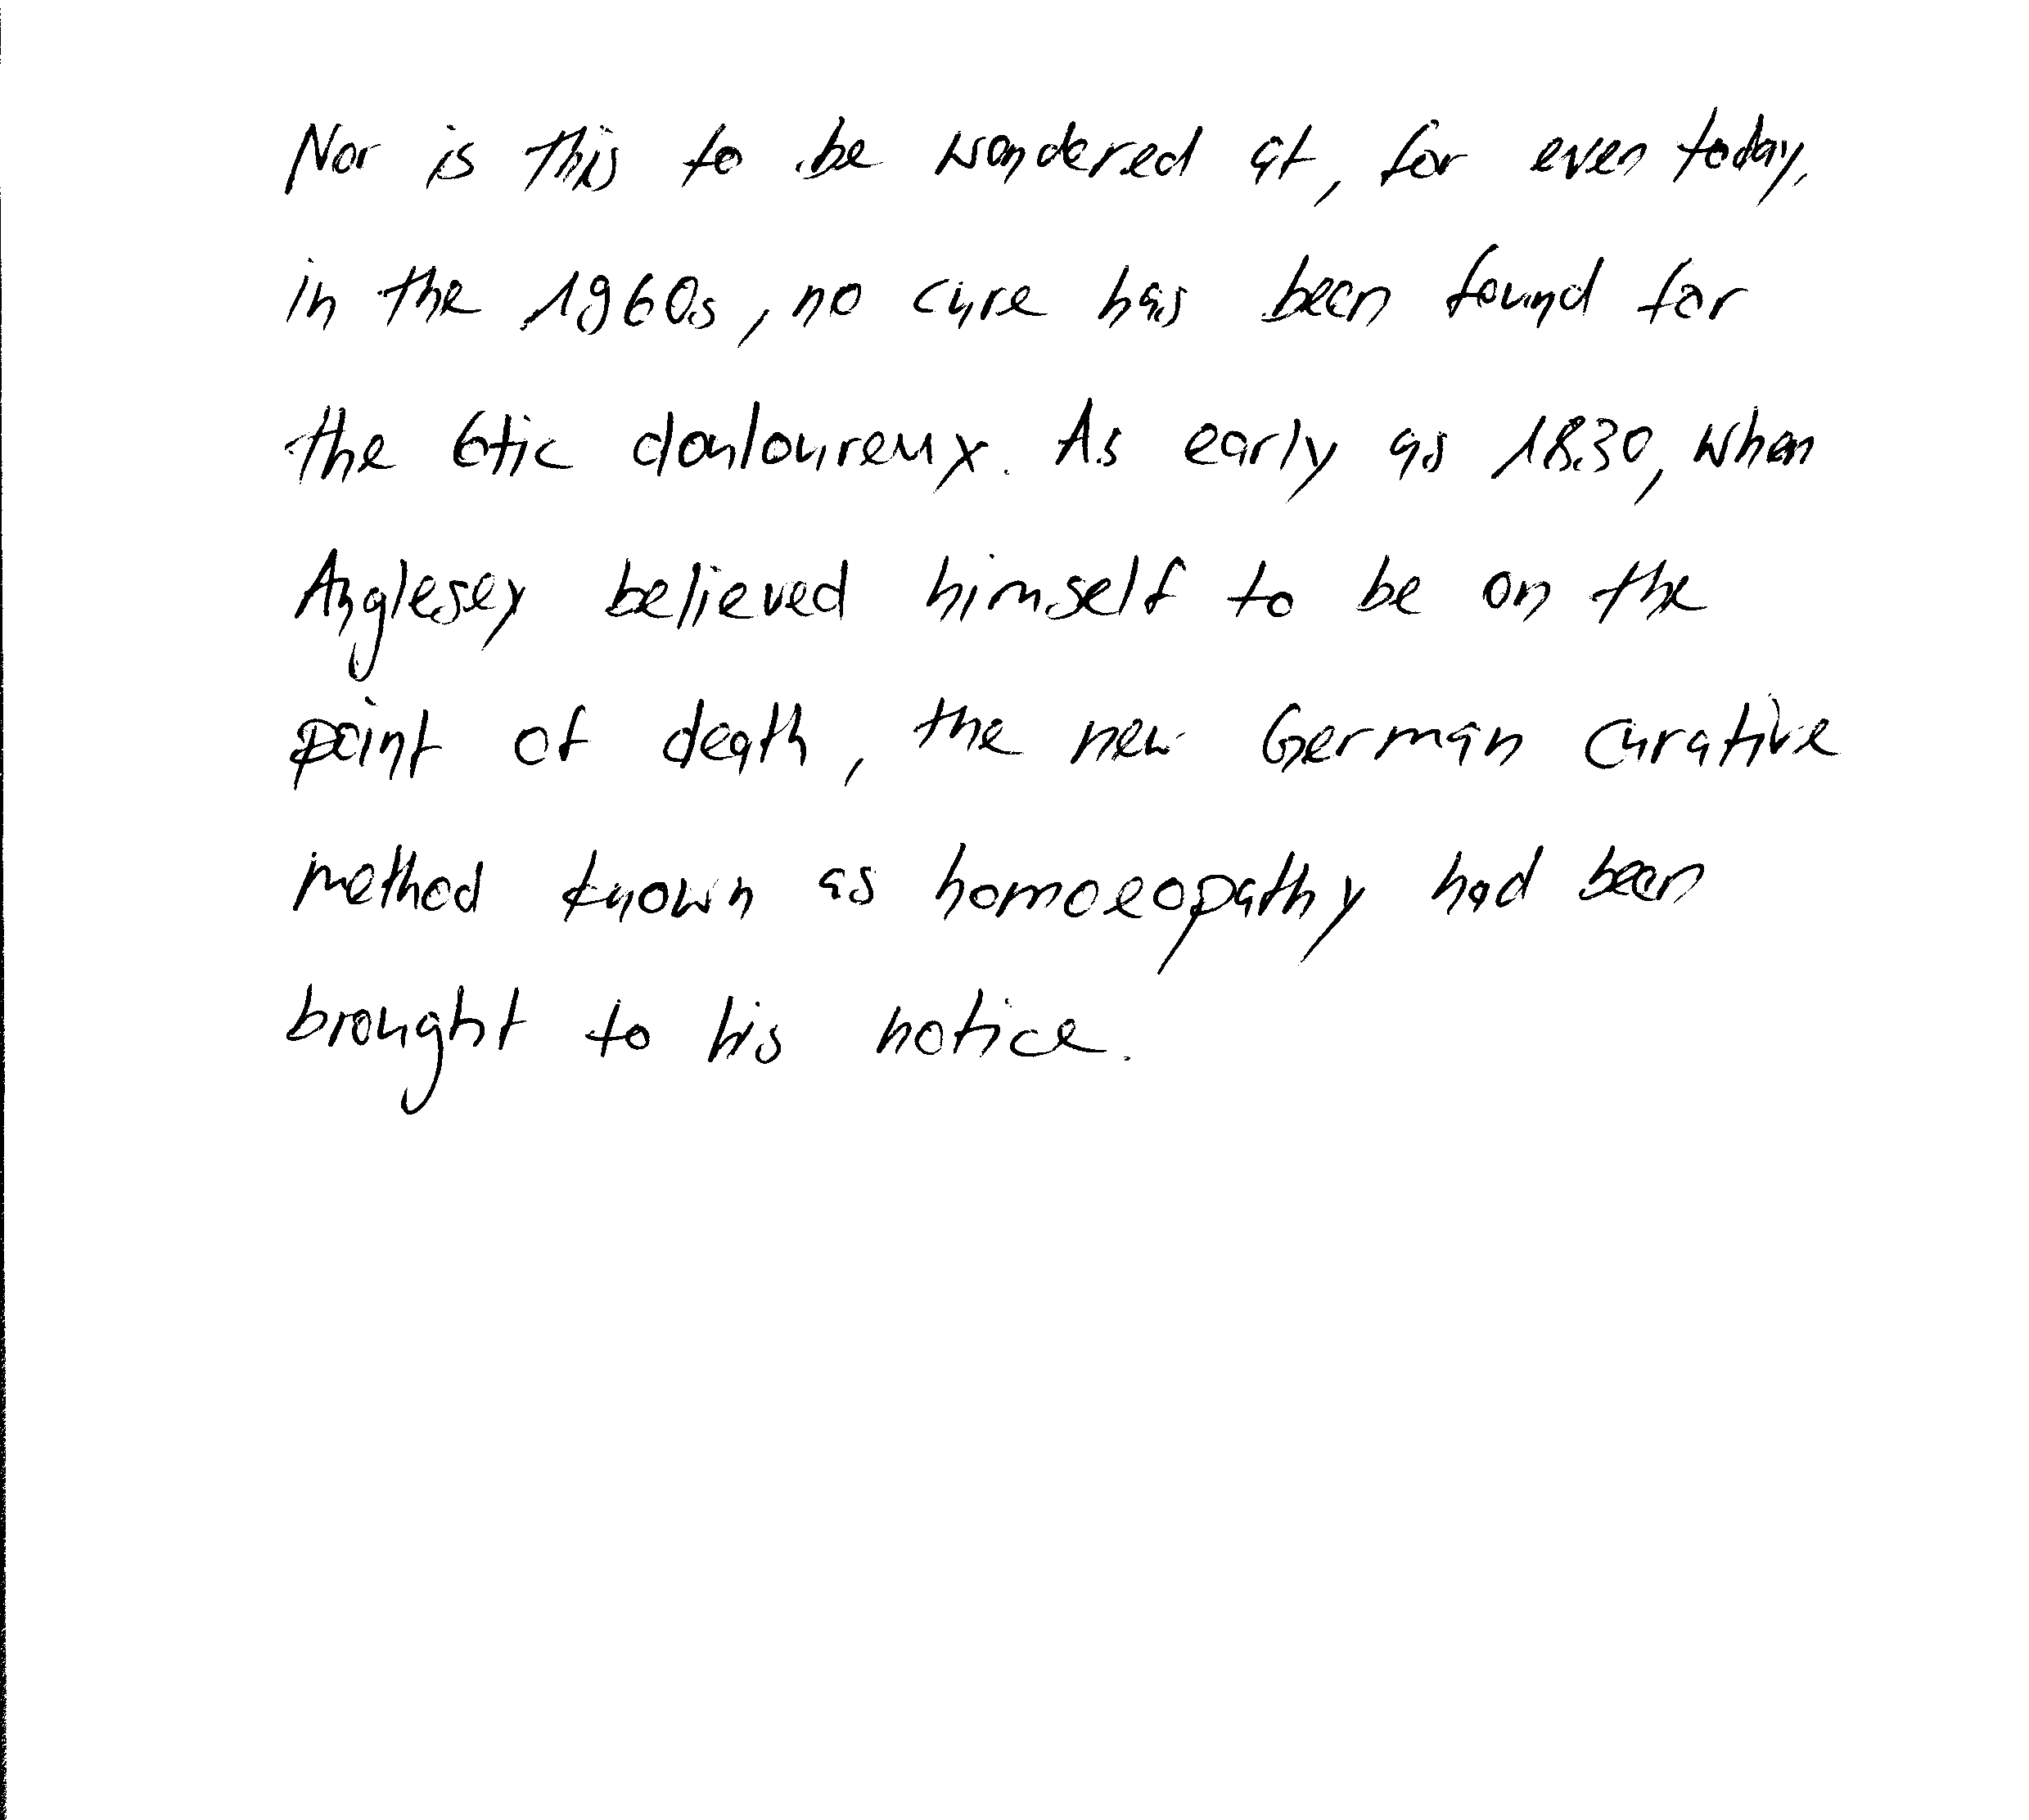 Nor is this to be wondered at, for even today,
in the 1960s, no cure has been found for
the 6tic douloureux. As early as 1830, when
Anglesey believed himself to be on the
point of death, the new German curative
method known as homoeopathy had been
brought to his notice.